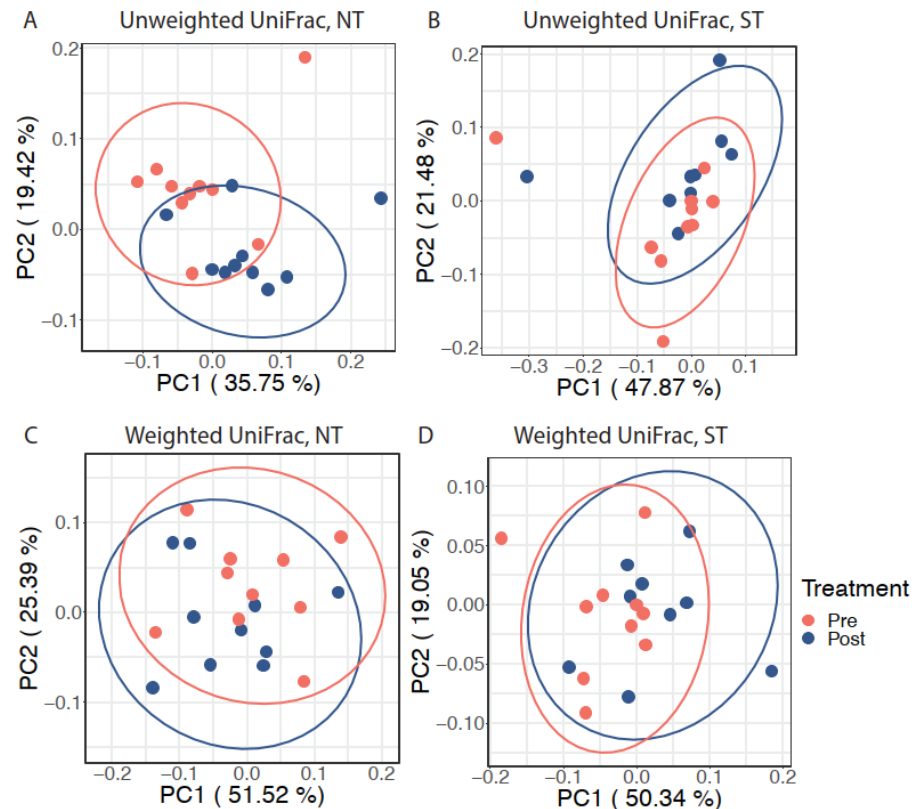 A Unweighted UniFrac, NT
0.2
0.1
0.0
−0.1
PC2 ( 19.42 %)
−0.1 0.0 0.1 0.2
PC1 ( 35.75 %)
B Unweighted UniFrac, ST
0.2
0.1
0.0
−0.1
−0.2
PC2 ( 21.48 %)
−0.3 −0.2 −0.1 0.0 0.1
PC1 ( 47.87 %)
C Weighted UniFrac, NT
0.1
0.0
−0.1
PC2 ( 25.39 %)
−0.2 −0.1 0.0 0.1 0.2
PC1 ( 51.52 %)
D Weighted UniFrac, ST
0.10
0.05
0.00
−0.05
−0.10
PC2 ( 19.05 %)
−0.2 −0.1 0.0 0.1 0.2
PC1 ( 50.34 %)
Treatment
Pre
Post